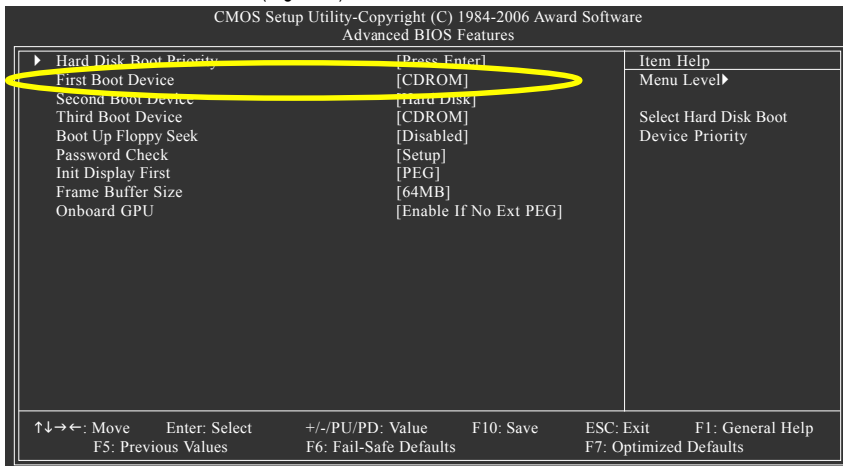 CMOS Setup Utility-Copyright (C) 1984-2006 Award Software
Advanced BIOS Features
Hard Disk Boot Priority [Press Enter]
First Boot Device [CDROM]
Second Boot Device [Hard Disk]
Third Boot Device [CDROM]
Boot Up Floppy Seek [Disabled]
Password Check [Setup]
Init Display First [PEG]
Frame Buffer Size [64MB]
Onboard GPU [Enable If No Ext PEG]
Item Help
Menu Level
Select Hard Disk Boot
Device Priority
↑↓→←: Move Enter: Select +/-/PU/PD: Value F10: Save ESC: Exit F1: General Help
F5: Previous Values F6: Fail-Safe Defaults F7: Optimized Defaults